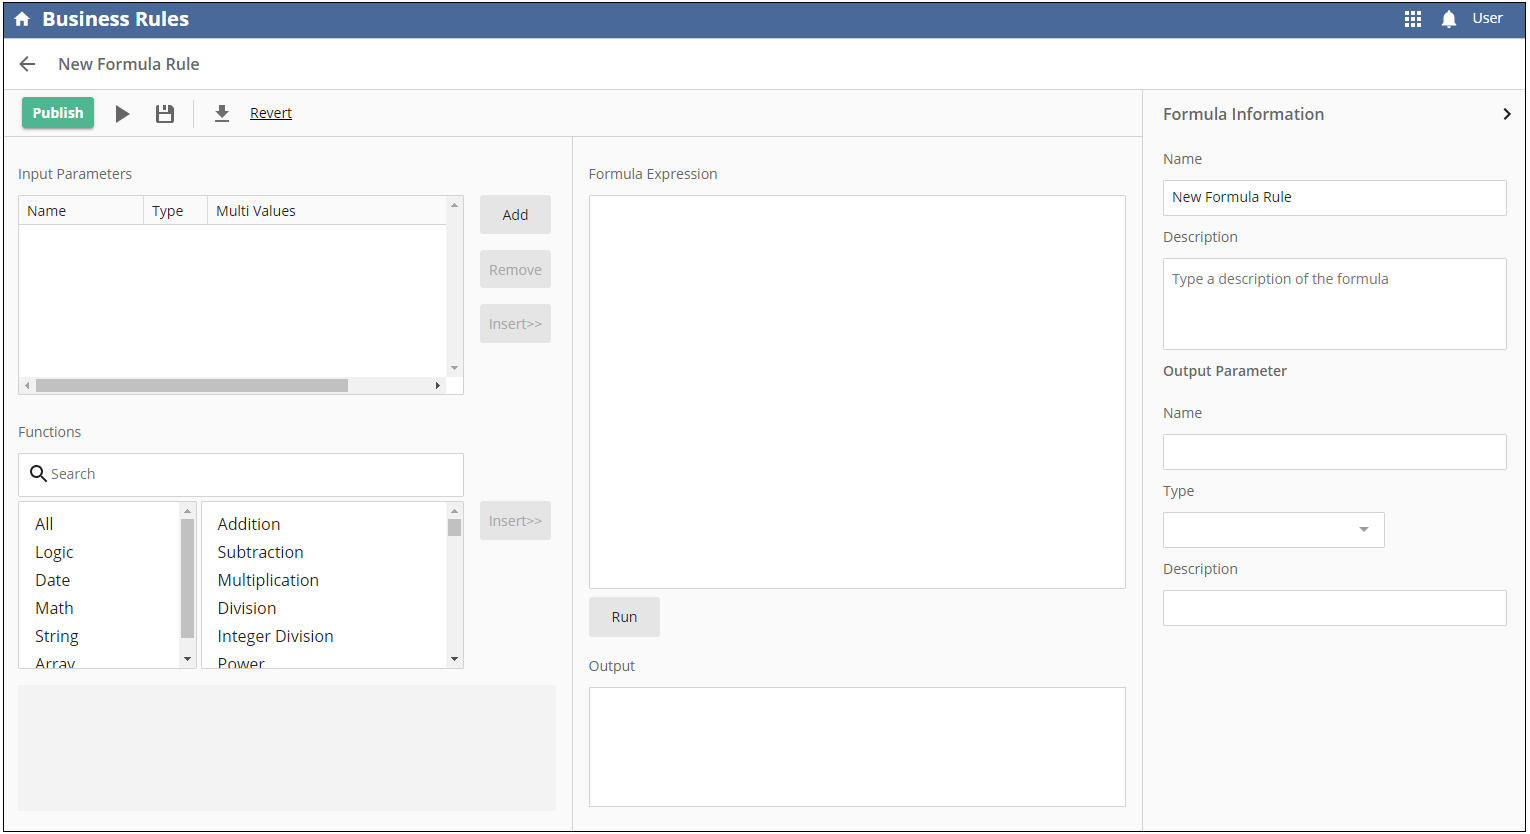 Business Rules
User
New Formula Rule
Publish
Revert
Formula Information
Input Parameters
Name Type Multi Values
Add
Remove
Insert>>
Functions
Search
All
Logic
Date
Math
String
Array
Addition
Subtraction
Multiplication
Division
Integer Division
Power
Insert>>
Formula Expression
Run
Output
Name
New Formula Rule
Description
Type a description of the formula
Output Parameter
Name
Type
Description